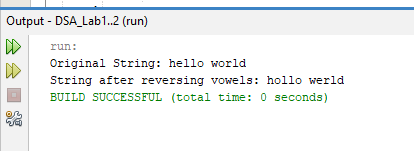 Output - DSA_Lab1..2 (run)
run:
Original String: hello world
String after reversing vowels: hollo werld
BUILD SUCCESSFUL (total time: 0 seconds)